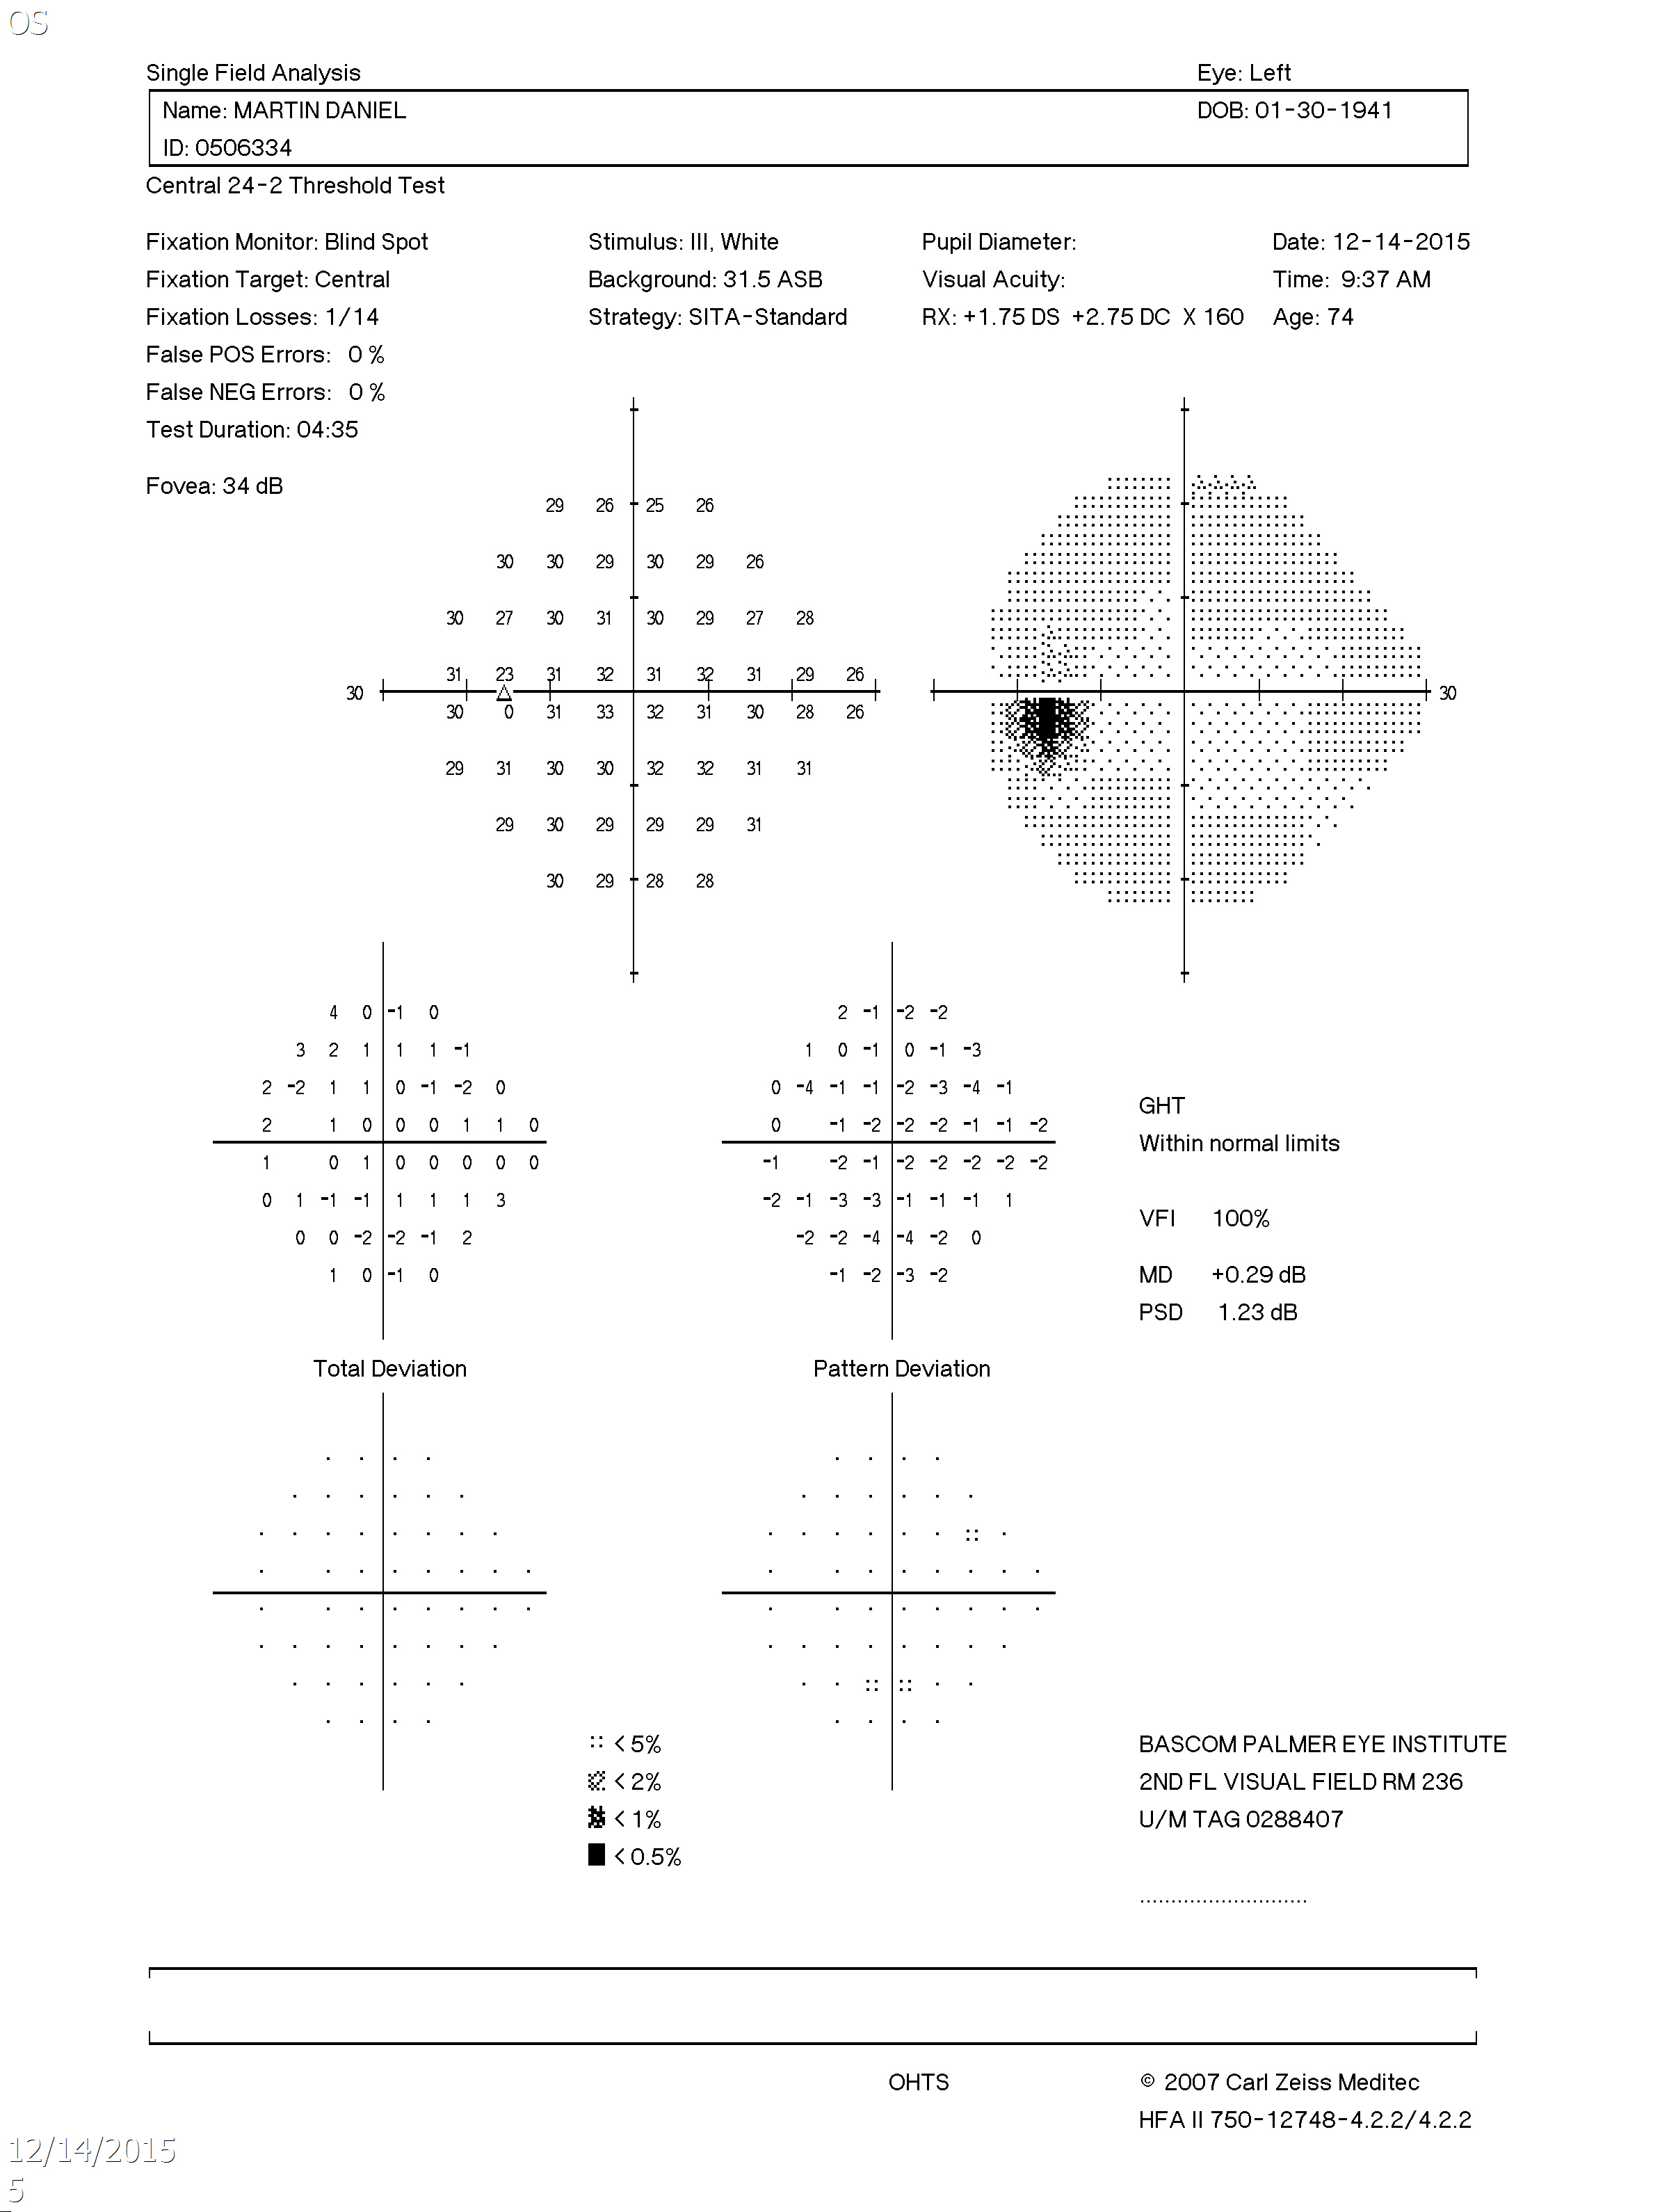 OS
Single Field Analysis Eye: Left
Name: MARTIN DANIEL DOB: 01-30-1941
ID: 0506334
Central 24-2 Threshold Test
Fixation Monitor: Blind Spot Stimulus: III, White Pupil Diameter: Date: 12-14-2015
Fixation Target: Central Background: 31.5 ASB Visual Acuity: Time: 9:37 AM
Fixation Losses: 1/14 Strategy: SITA-Standard RX: +1.75 DS +2.75 DC X 160 Age: 74
False POS Errors: 0 %
False NEG Errors: 0 %
Test Duration: 04:35
Fovea: 34 dB
29 26 25 26
30 30 29 30 29 26
30 27 30 31 30 29 27 28
31 23 31 32 31 32 31 29 26
30 30
30 0 31 33 32 31 30 28 26
29 31 30 30 32 32 31 31
29 30 29 29 29 31
30 29 28 28
4 0 -1 0 2 -1 -2 -2
3 2 1 1 1 -1 1 0 -1 0 -1 -3
2 -2 1 1 0 -1 -2 0 0 -4 -1 -1 -2 -3 -4 -1
GHT
2 1 0 0 0 1 1 0 0 -1 -2 -2 -2 -1 -1 -2
Within normal limits
1 0 1 0 0 0 0 0 -1 -2 -1 -2 -2 -2 -2 -2
0 1 -1 -1 1 1 1 3 -2 -1 -3 -3 -1 -1 -1 1
VFI 100%
0 0 -2 -2 -1 2 -2 -2 -4 -4 -2 0
1 0 -1 0 -1 -2 -3 -2
MD +0.29 dB
PSD 1.23 dB
Total Deviation Pattern Deviation
< 5% BASCOM PALMER EYE INSTITUTE
< 2% 2ND FL VISUAL FIELD RM 236
< 1% U/M TAG 0288407
< 0.5%
OHTS © 2007 Carl Zeiss Meditec
HFA II 750-12748-4.2.2/4.2.2
12/14/2015
5